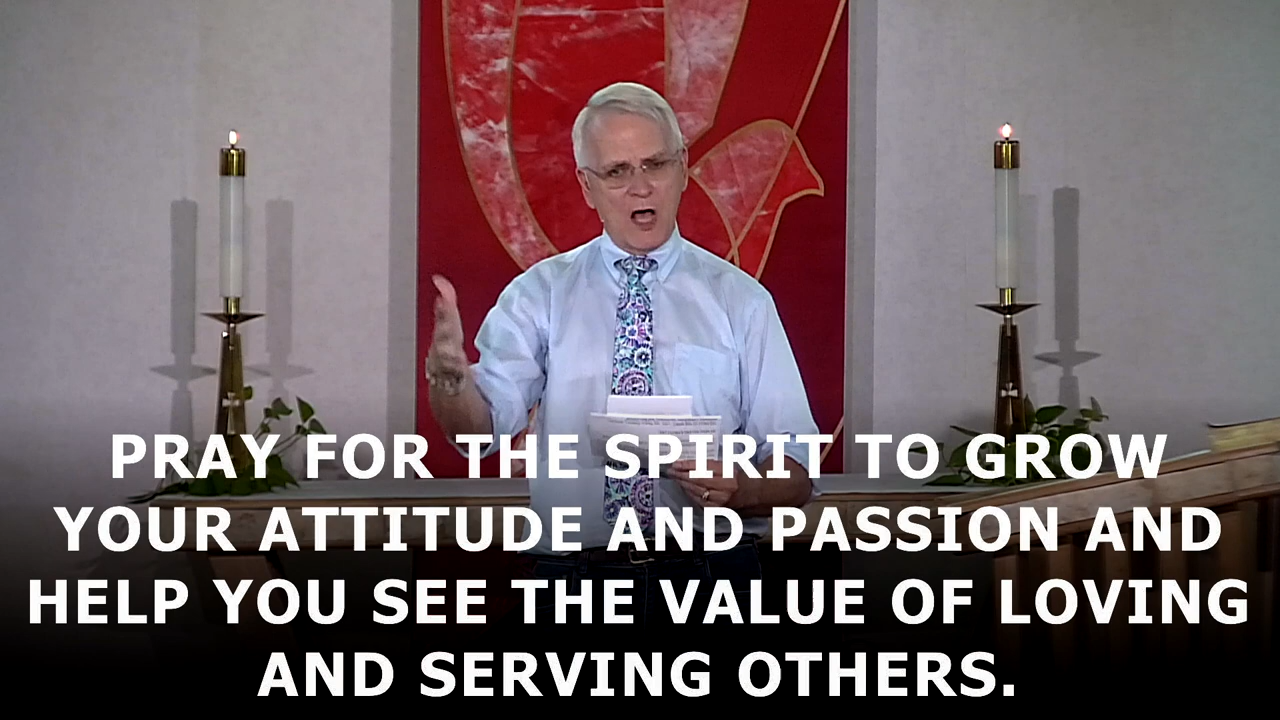 PRAY FOR THE SPIRIT TO GROW
YOUR ATTITUDE AND PASSION AND
HELP YOU SEE THE VALUE OF LOVING
AND SERVING OTHERS.